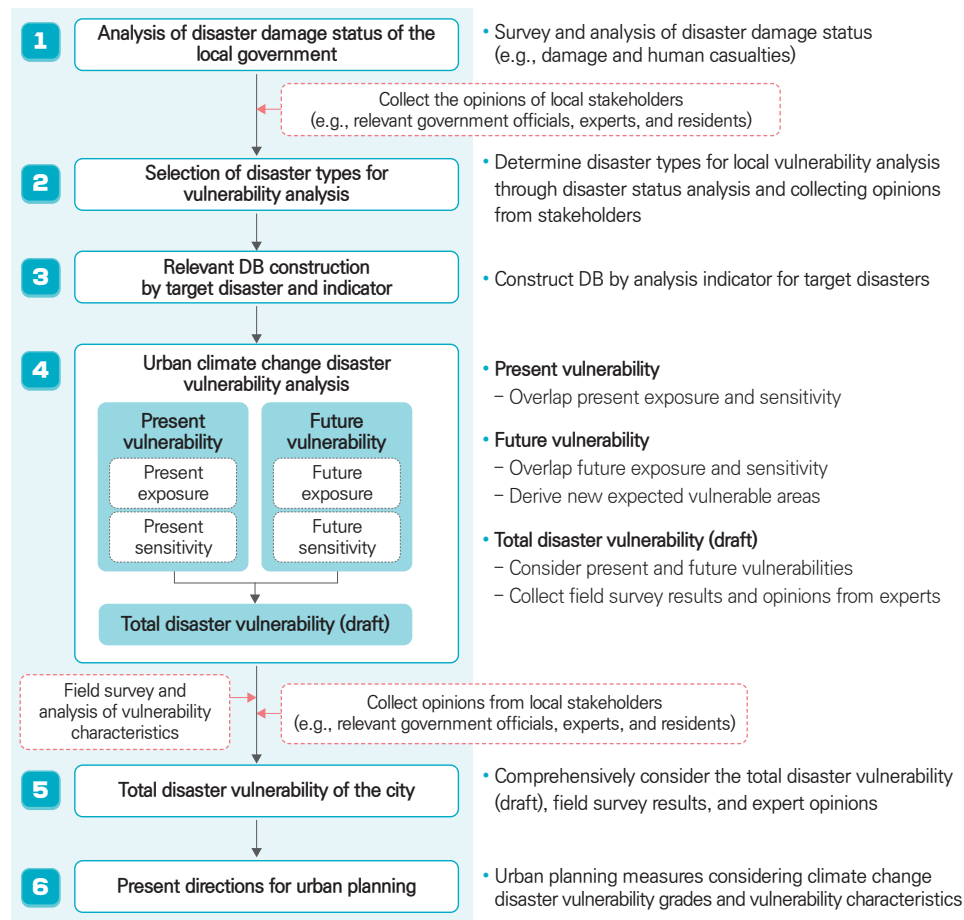 1
Analysis of disaster damage status of the
local government
• Survey and analysis of disaster damage status
(e.g., damage and human casualties)
Collect the opinions of local stakeholders
(e.g., relevant government officials, experts, and residents)
2
Selection of disaster types for
vulnerability analysis
• Determine disaster types for local vulnerability analysis
through disaster status analysis and collecting opinions
from stakeholders
3
Relevant DB construction
by target disaster and indicator
• Construct DB by analysis indicator for target disasters
4
Urban climate change disaster
vulnerability analysis
Present
vulnerability
Present
exposure
Present
sensitivity
Future
vulnerability
Future
exposure
Future
sensitivity
Total disaster vulnerability (draft)
• Present vulnerability
– Overlap present exposure and sensitivity
• Future vulnerability
– Overlap future exposure and sensitivity
– Derive new expected vulnerable areas
• Total disaster vulnerability (draft)
– Consider present and future vulnerabilities
– Collect field survey results and opinions from experts
Field survey and
analysis of vulnerability
characteristics
Collect opinions from local stakeholders
(e.g., relevant government officials, experts, and residents)
5
Total disaster vulnerability of the city
• Comprehensively consider the total disaster vulnerability
(draft), field survey results, and expert opinions
6
Present directions for urban planning
• Urban planning measures considering climate change
disaster vulnerability grades and vulnerability characteristics